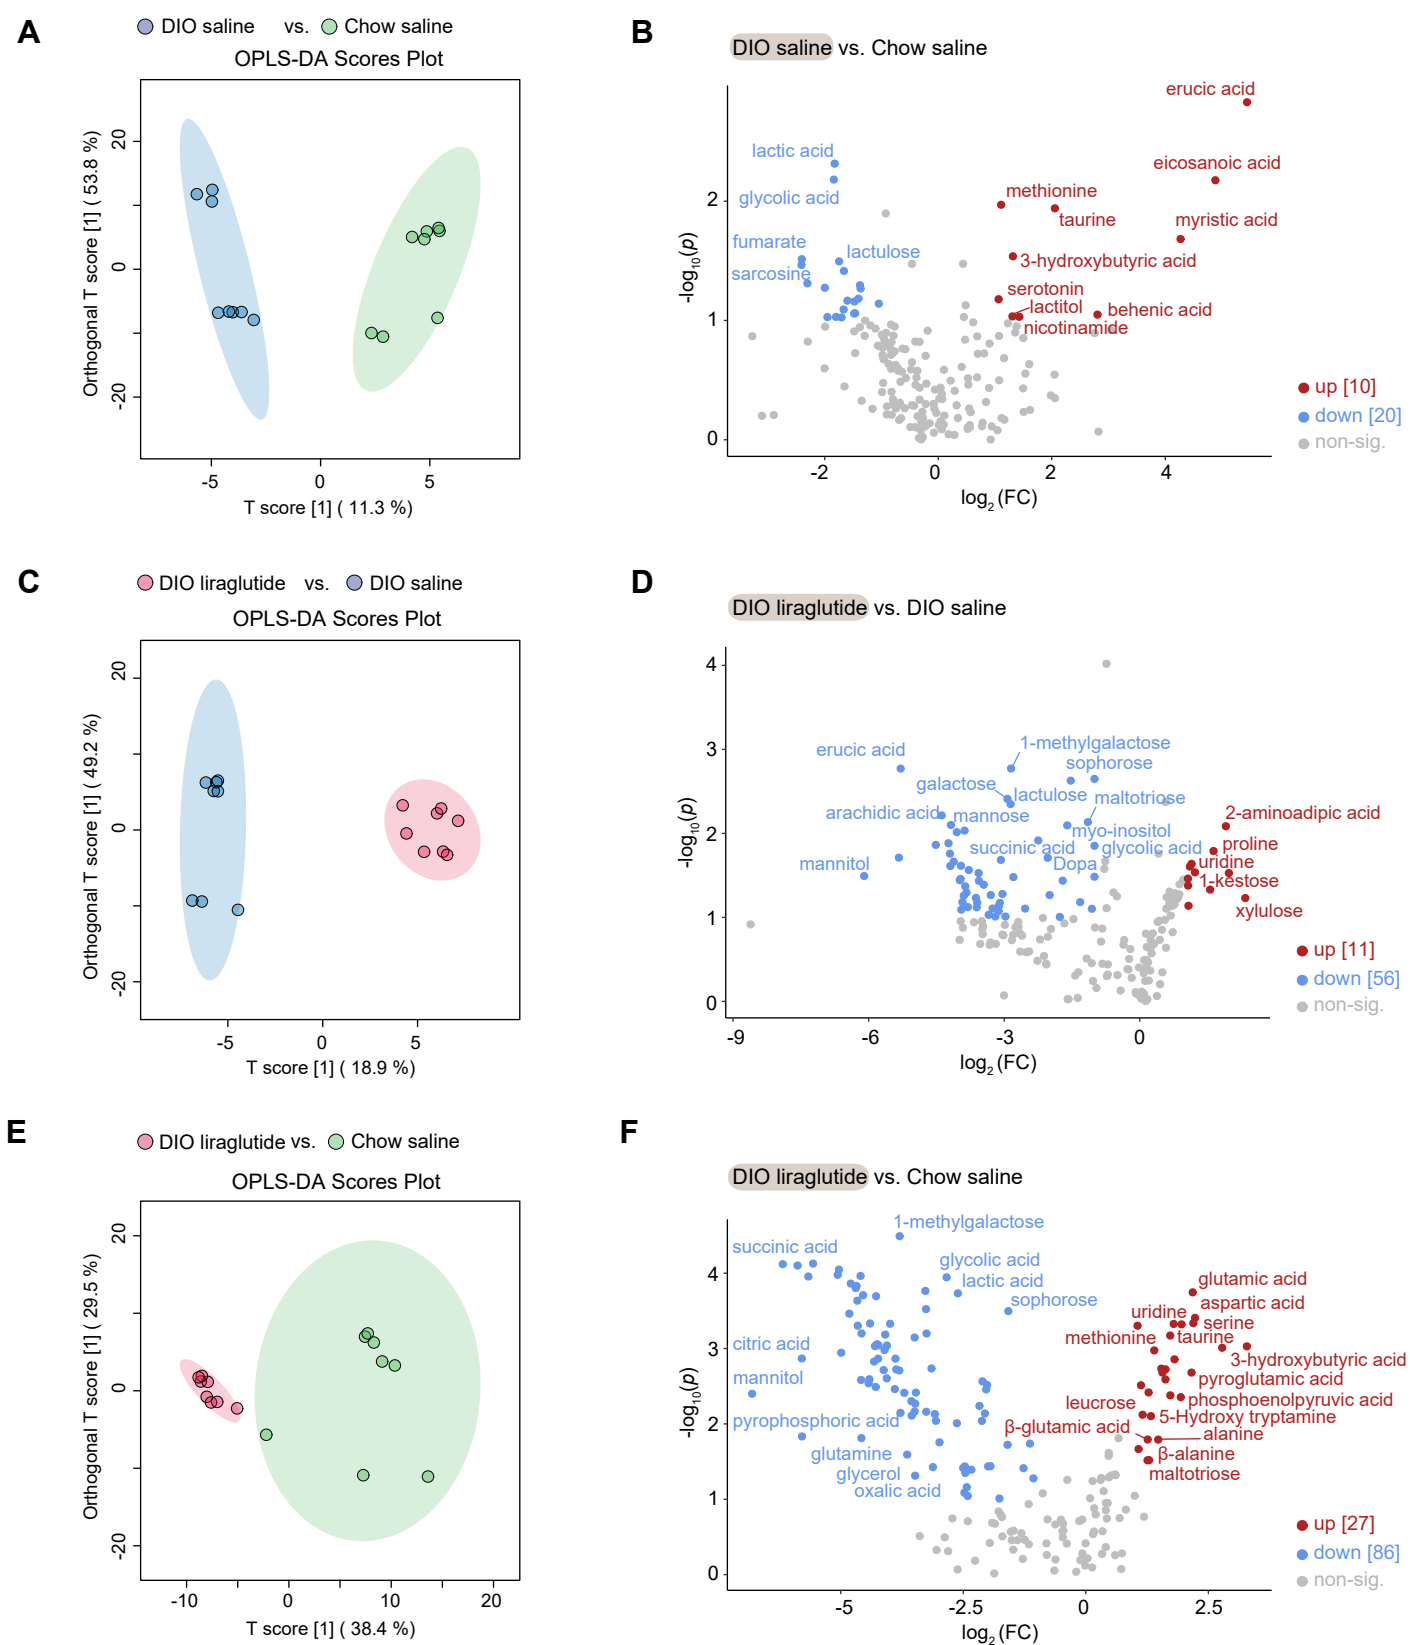 A
DIO saline vs. Chow saline
OPLS-DA Scores Plot
Orthogonal T score [1] ( 53.8 %)
20
0
-20
-5 0 5
T score [1] ( 11.3 %)
B
DIO saline vs. Chow saline
erucic acid
lactic acid
eicosanoic acid
glycolic acid
methionine
taurine
myristic acid
fumarate
lactulose
3-hydroxybutyric acid
sarcosine
serotonin
lactitol
behenic acid
nicotinamide
-log10(p)
2
1
0
-2 0 2 4
log2 (FC)
up [10]
down [20]
non-sig.
C
DIO liraglutide vs. DIO saline
OPLS-DA Scores Plot
Orthogonal T score [1] ( 49.2 %)
20
0
-20
-5 0 5
T score [1] ( 18.9 %)
D
DIO liraglutide vs. DIO saline
erucic acid
1-methylgalactose
sophorose
galactose
lactulose
maltotriose
arachidic acid
mannose
2-aminoadipic acid
myo-inositol
succinic acid
glycolic acid
proline
mannitol
Dopa
uridine
1-kestose
xylulose
-log10(p)
4
3
2
1
0
-9 -6 -3 0
log2 (FC)
up [11]
down [56]
non-sig.
E
DIO liraglutide vs. Chow saline
OPLS-DA Scores Plot
Orthogonal T score [1] ( 29.5 %)
20
0
-20
-10 0 10 20
T score [1] ( 38.4 %)
F
DIO liraglutide vs. Chow saline
1-methylgalactose
succinic acid
glycolic acid
lactic acid
sophorose
glutamic acid
aspartic acid
uridine
serine
methionine
taurine
citric acid
3-hydroxybutyric acid
mannitol
pyroglutamic acid
phosphoenolpyruvic acid
leucrose
5-Hydroxy tryptamine
pyrophosphoric acid
β-glutamic acid
alanine
glutamine
β-alanine
glycerol
maltotriose
oxalic acid
-log10(p)
4
3
2
1
0
-5 -2.5 0 2.5
log2 (FC)
up [27]
down [86]
non-sig.